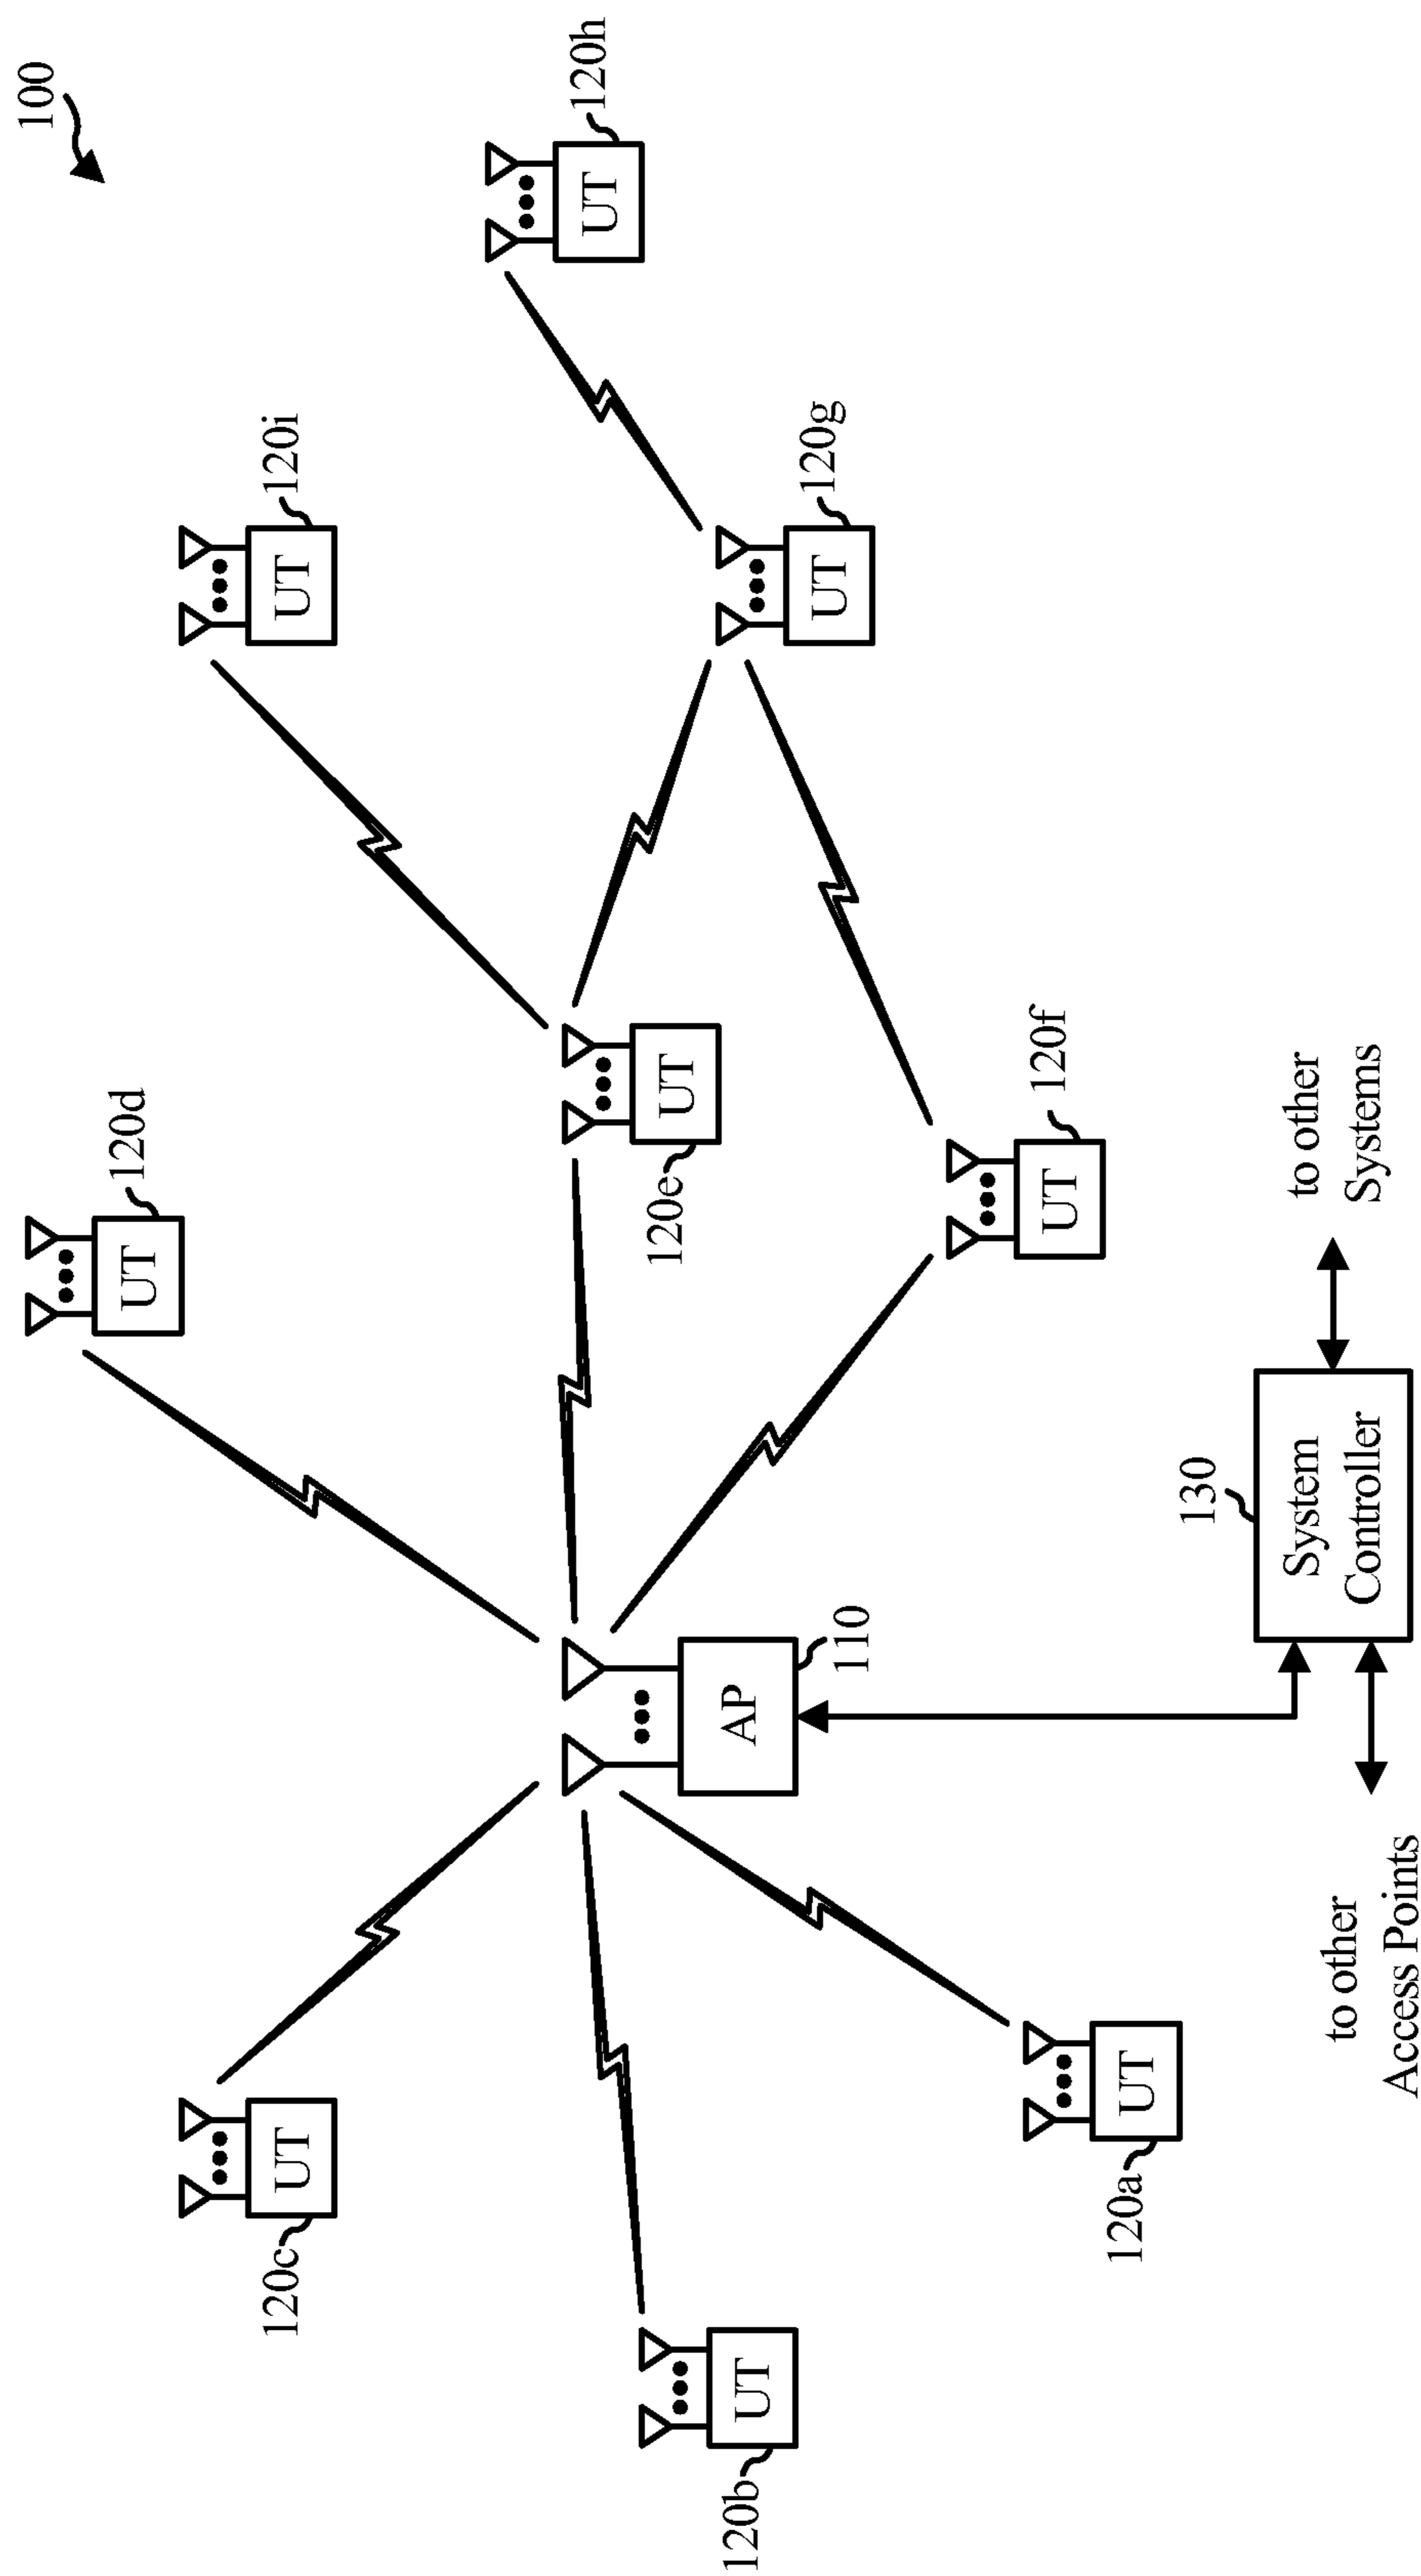 100
UT
120d
UT
120c
UT
120i
UT
120h
UT
120b
AP
110
UT
120e
UT
120g
UT
120a
UT
120f
130
System
Controller
to other
Systems
to other
Access Points